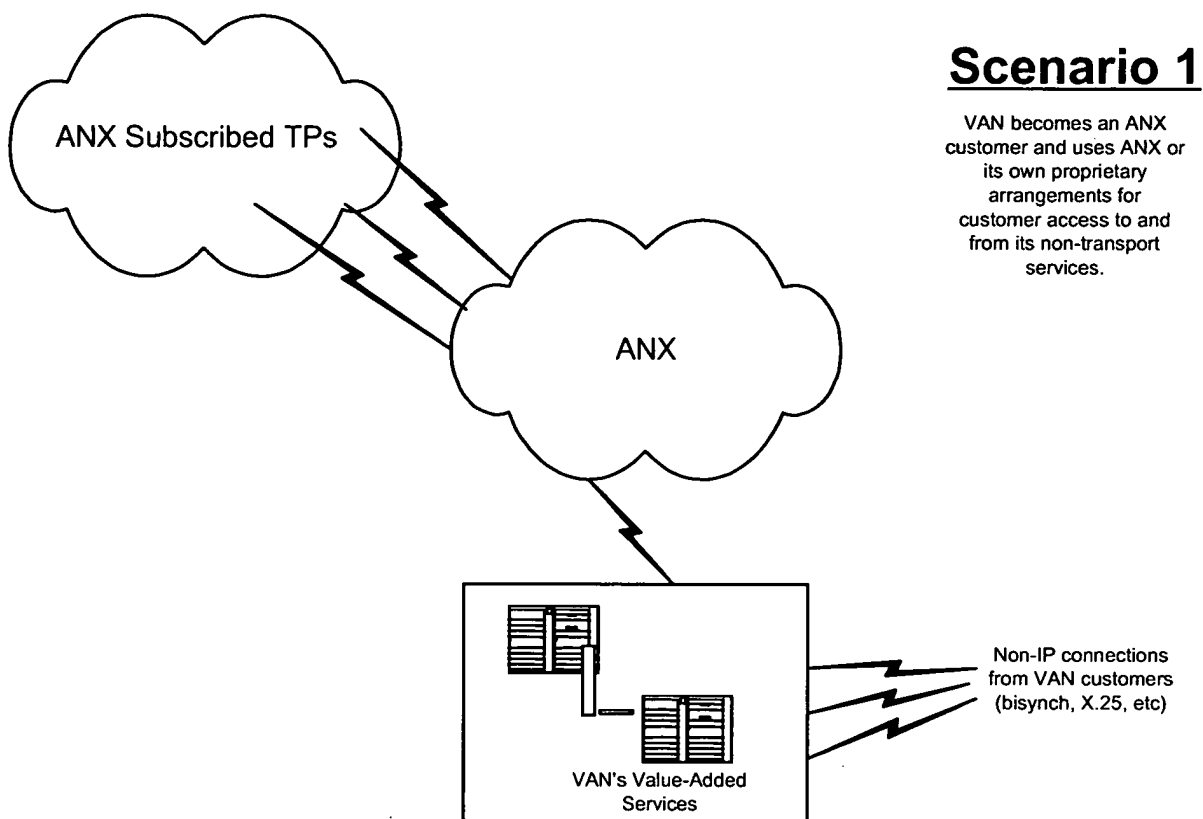 Scenario 1
VAN becomes an ANX
customer and uses ANX or
its own proprietary
arrangements for
customer access to and
from its non-transport
services.
ANX Subscribed TPs
ANX
Non-IP connections
from VAN customers
(bisynch, X.25, etc)
VAN's Value-Added
Services